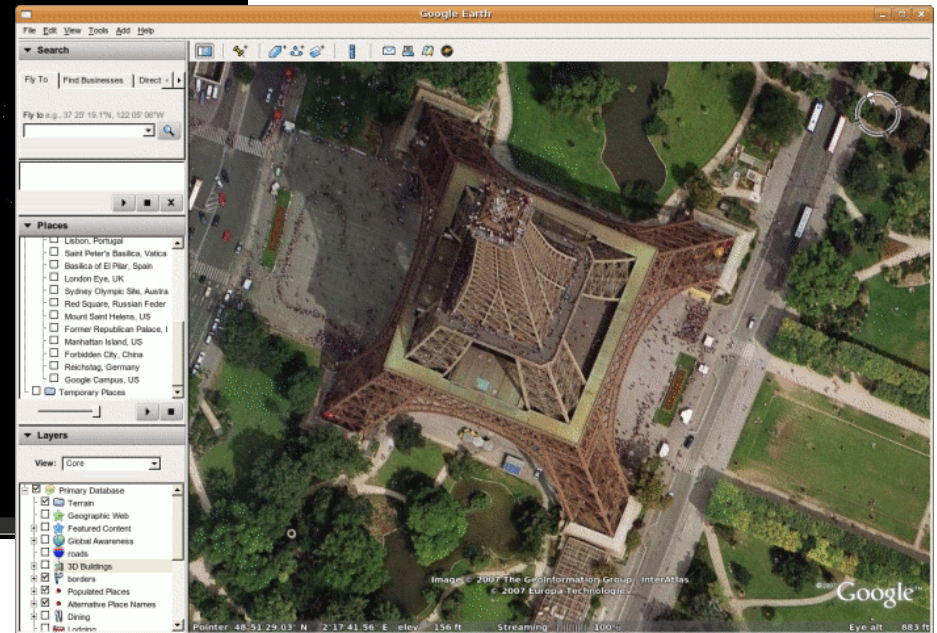 Google Earth
File Edit View Tools Add Help
Search
Fly To Find Businesses Direct
Fly to e.g., 37 25' 19.1"N, 122 05' 06"W
Places
Lisbon, Portugal
Saint Peter's Basilica, Vatica
Basilica of El Pilar, Spain
London Eye, UK
Sydney Olympic Site, Austra
Red Square, Russian Feder
Mount Saint Helens, US
Former Republican Palace, I
Manhattan Island, US
Forbidden City, China
Reichstag, Germany
Google Campus, US
Temporary Places
Layers
View: Core
Primary Database
Terrain
Geographic Web
Featured Content
Global Awareness
roads
3D Buildings
borders
Populated Places
Alternative Place Names
Dining
Lodging
Image © 2007 The GeoInformation Group InterAtlas
© 2007 Europa Technologies
©2007 Google™
Pointer 48°51'29.03" N 2°17'41.56" E elev. 156 ft Streaming |||||||||| 100% Eye alt 883 ft